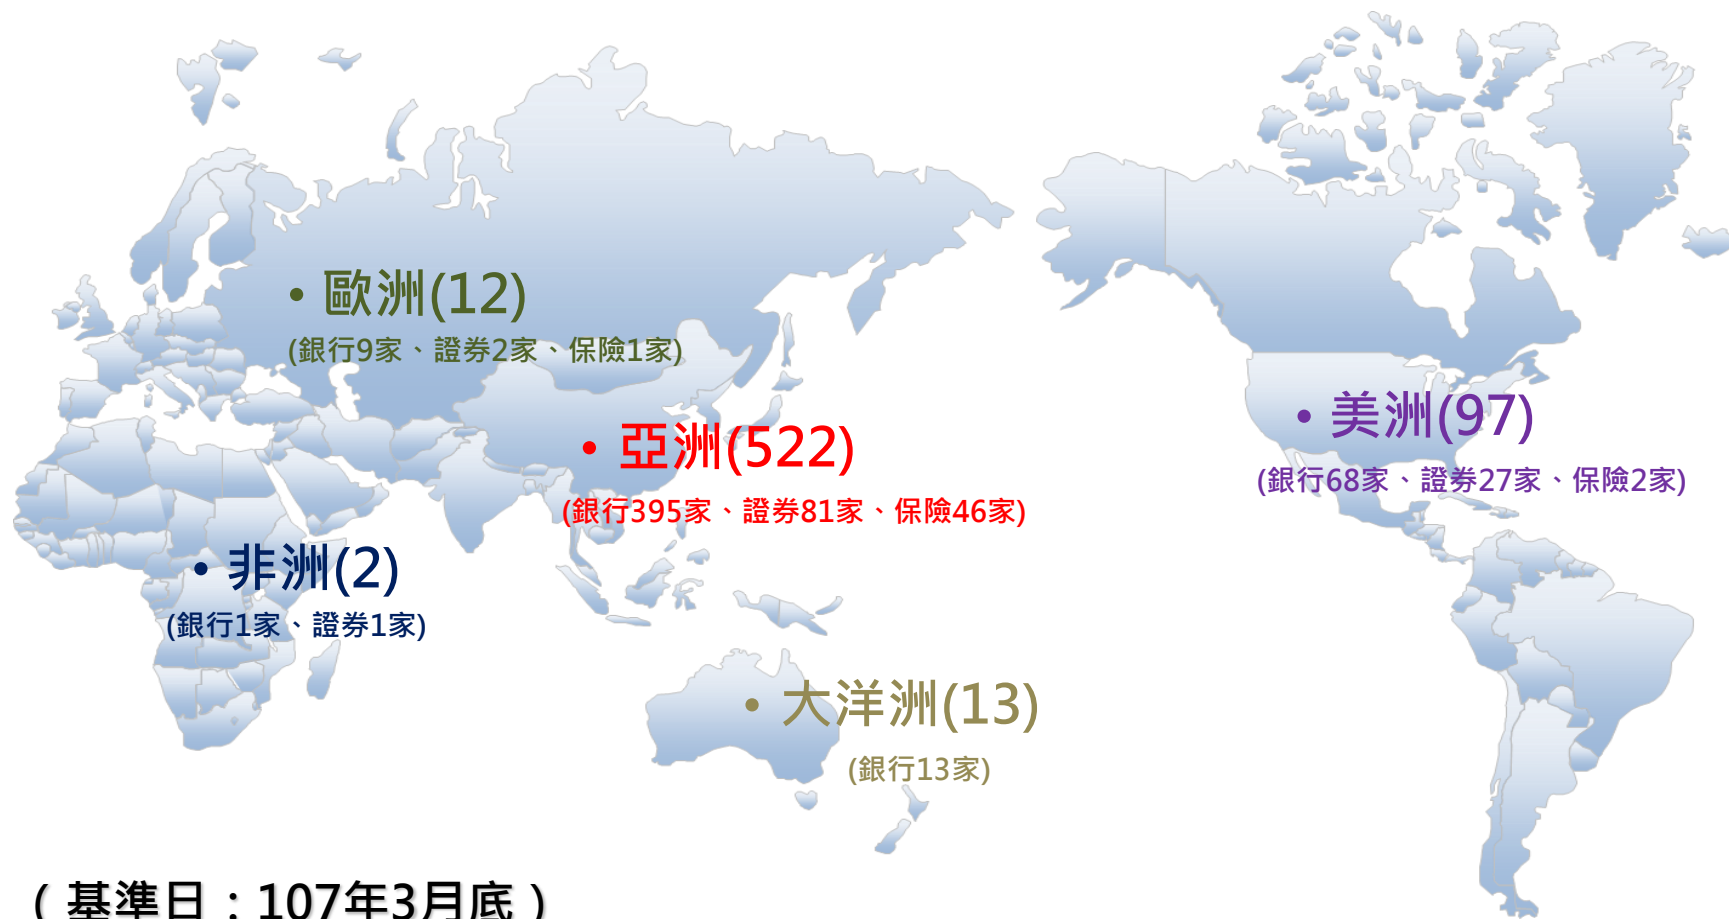 • 歐洲(12)
(銀行9家、證券2家、保險1家)
• 美洲(97)
(銀行68家、證券27家、保險2家)
• 亞洲(522)
(銀行395家、證券81家、保險46家)
• 非洲(2)
(銀行1家、證券1家)
• 大洋洲(13)
(銀行13家)
（基準日：107年3月底）